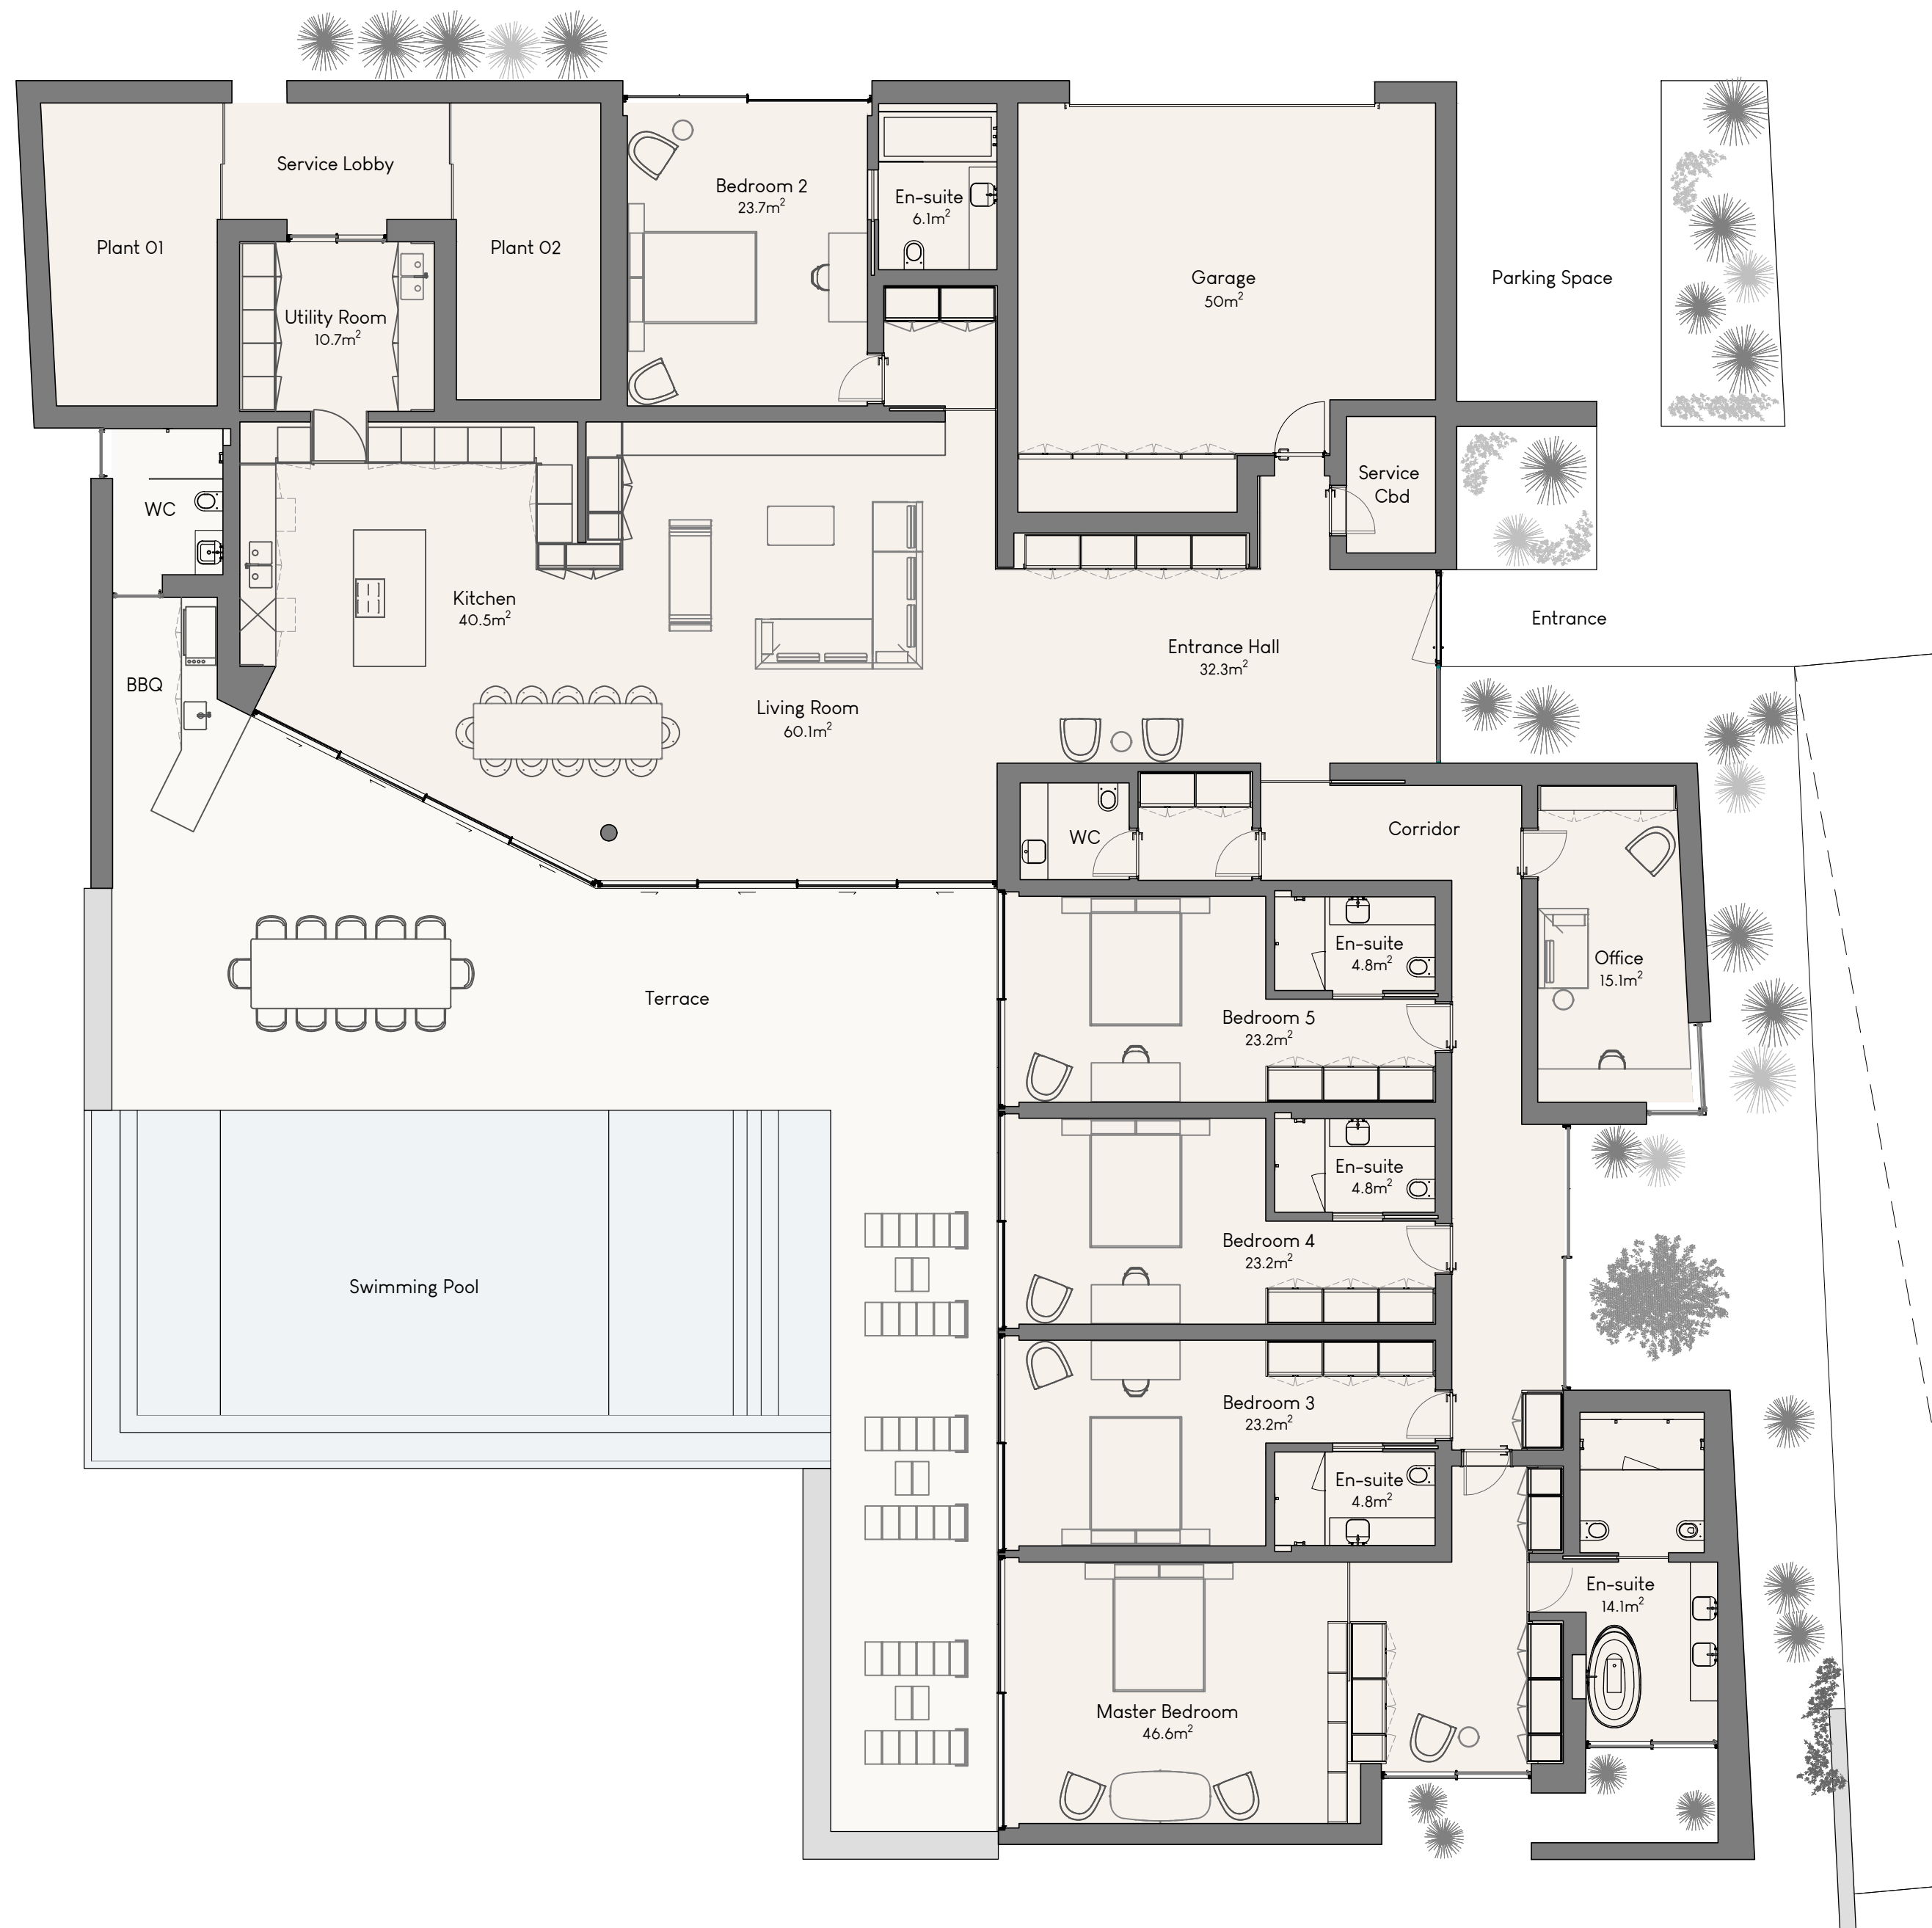 Service Lobby
Plant 01
Plant 02
Utility Room
10.7m²
Bedroom 2
23.7m²
En-suite
6.1m²
Garage
50m²
Parking Space
Service
Cbd
WC
Kitchen
40.5m²
BBQ
Living Room
60.1m²
Entrance Hall
32.3m²
Entrance
WC
Corridor
Office
15.1m²
Terrace
En-suite
4.8m²
Bedroom 5
23.2m²
En-suite
4.8m²
Bedroom 4
23.2m²
Swimming Pool
Bedroom 3
23.2m²
En-suite
4.8m²
En-suite
14.1m²
Master Bedroom
46.6m²